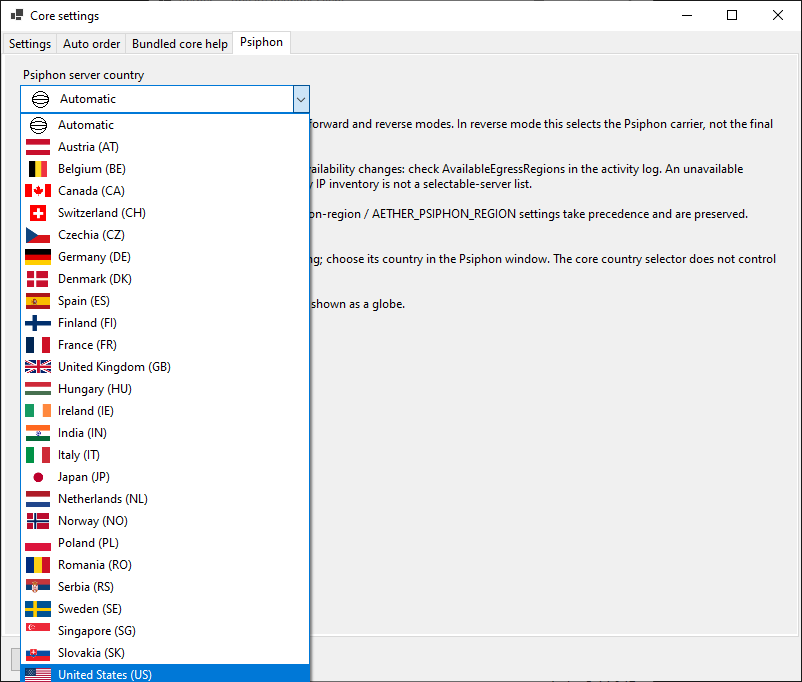 Core settings
Settings
Auto order
Bundled core help
Psiphon
Psiphon server country
Automatic
Automatic
forward and reverse modes. In reverse mode this selects the Psiphon carrier, not the final
Austria (AT)
Belgium (BE)
ailability changes: check AvailableEgressRegions in the activity log. An unavailable
IP inventory is not a selectable-server list.
Canada (CA)
Switzerland (CH)
on-region / AETHER_PSIPHON_REGION settings take precedence and are preserved.
Czechia (CZ)
Germany (DE)
ng; choose its country in the Psiphon window. The core country selector does not control
Denmark (DK)
Spain (ES)
shown as a globe.
Finland (FI)
France (FR)
United Kingdom (GB)
Hungary (HU)
Ireland (IE)
India (IN)
Italy (IT)
Japan (JP)
Netherlands (NL)
Norway (NO)
Poland (PL)
Romania (RO)
Serbia (RS)
Sweden (SE)
Singapore (SG)
Slovakia (SK)
United States (US)